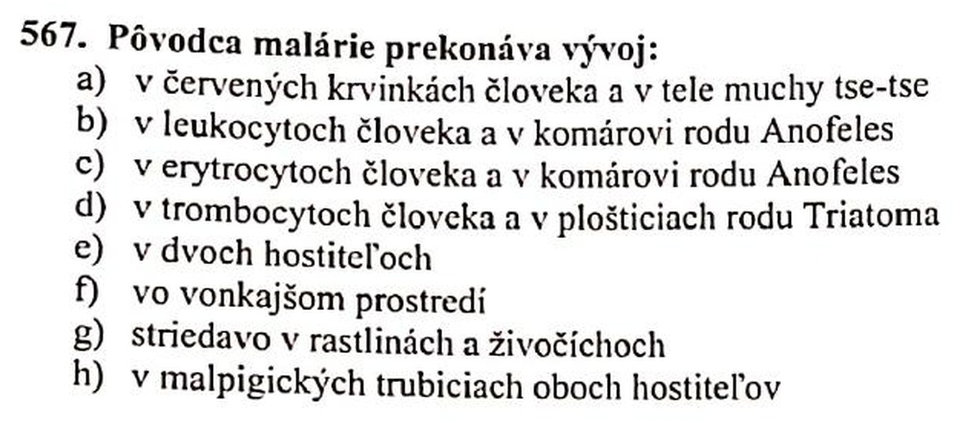 567. Pôvodca malárie prekonáva vývoj:
a) v červených krvinkách človeka a v tele muchy tse-tse
b) v leukocytoch človeka a v komárovi rodu Anofeles
c) v erytrocytoch človeka a v komárovi rodu Anofeles
d) v trombocytoch človeka a v plošticiach rodu Triatoma
e) v dvoch hostiteľoch
f) vo vonkajšom prostredí
g) striedavo v rastlinách a živočíchoch
h) v malpigických trubiciach oboch hostiteľov